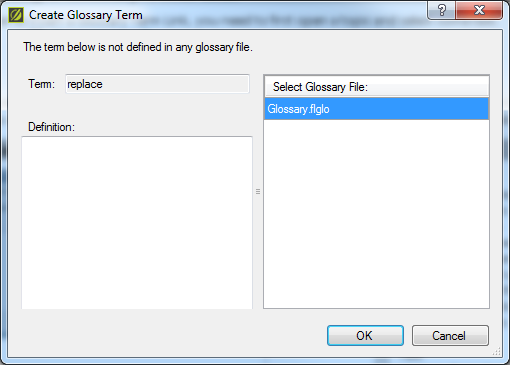 Create Glossary Term
The term below is not defined in any glossary file.
Term: replace
Definition:
Select Glossary File:
Glossary.flglo
OK
Cancel